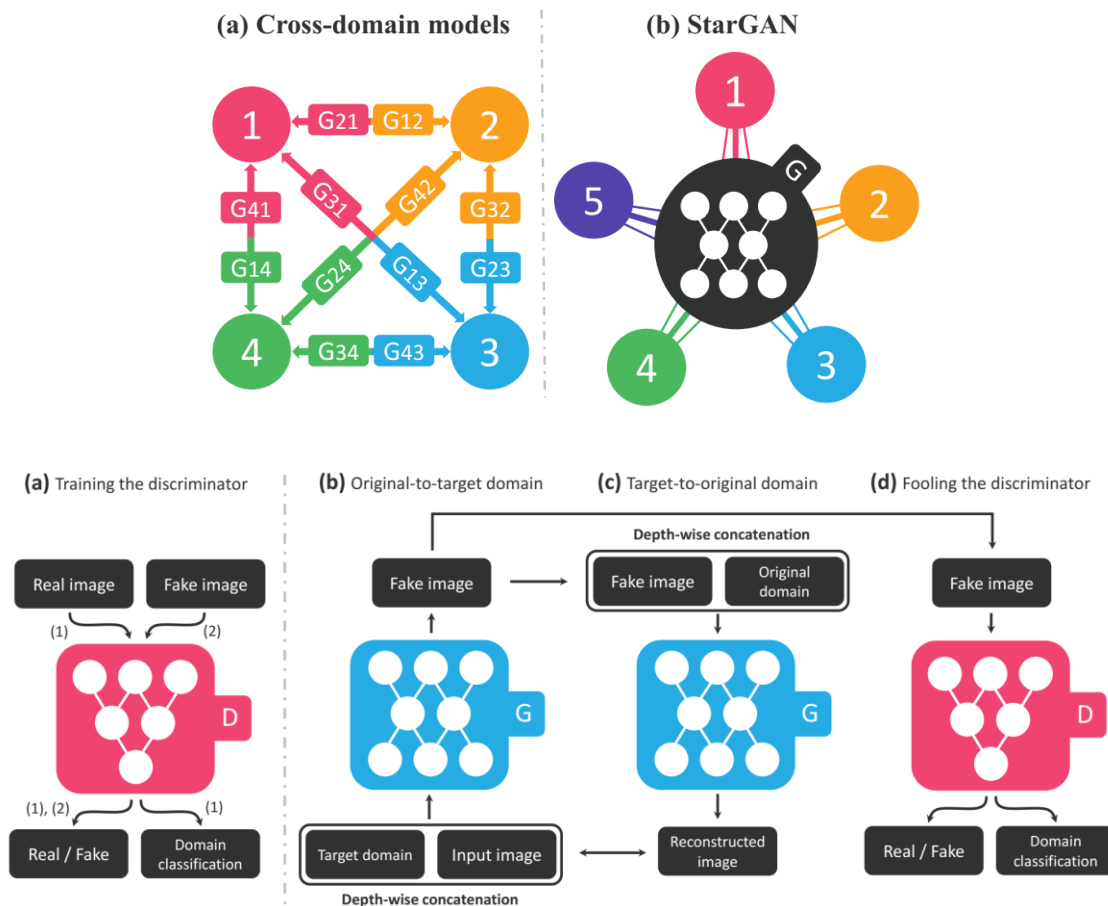 (a) Cross-domain models
1
G21
G12
2
G41
G31
G42
G32
G14
G24
G13
G23
4
G34
G43
3
(b) StarGAN
1
G
5
2
4
3
(a) Training the discriminator
Real image
Fake image
(1)
(2)
D
(1), (2)
(1)
Real / Fake
Domain
classification
(b) Original-to-target domain
Fake image
G
Target domain
Input image
Depth-wise concatenation
(c) Target-to-original domain
Depth-wise concatenation
Fake image
Original
domain
G
Reconstructed
image
(d) Fooling the discriminator
Fake image
D
Real / Fake
Domain
classification